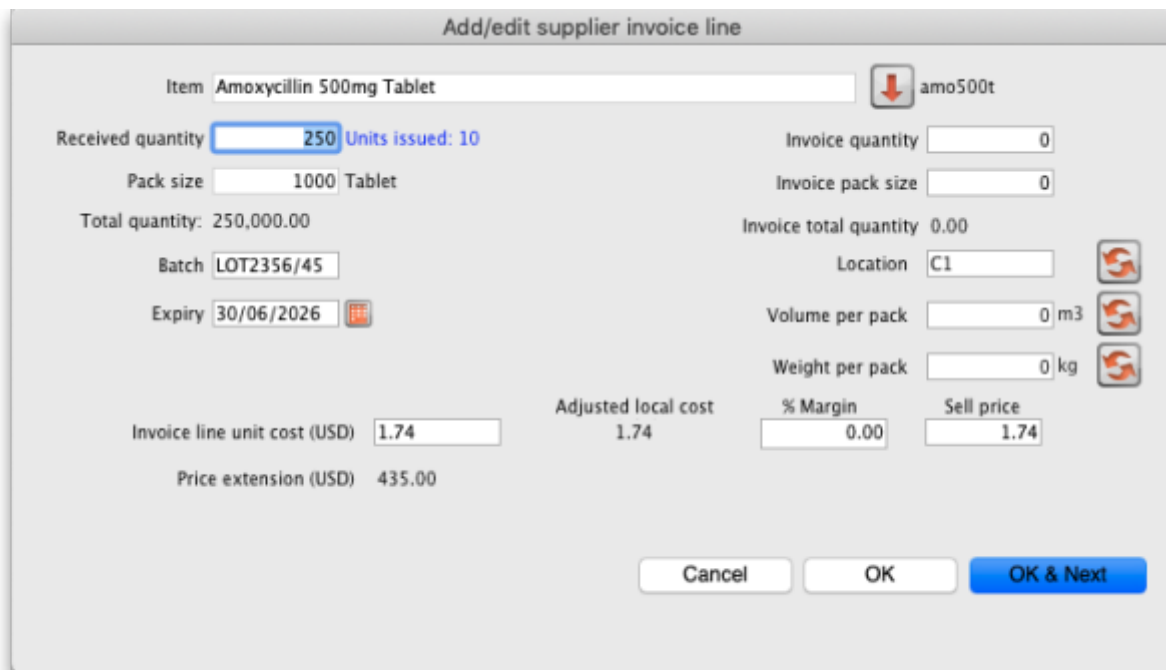 Add/edit supplier invoice line
Item Amoxycillin 500mg Tablet amo500t
Received quantity 250 Units issued: 10 Invoice quantity 0
Pack size 1000 Tablet Invoice pack size 0
Total quantity: 250,000.00 Invoice total quantity 0.00
Batch LOT2356/45 Location C1
Expiry 30/06/2026 Volume per pack 0 m3
Weight per pack 0 kg
Adjusted local cost % Margin Sell price
Invoice line unit cost (USD) 1.74 1.74 0.00 1.74
Price extension (USD) 435.00
Cancel OK OK & Next